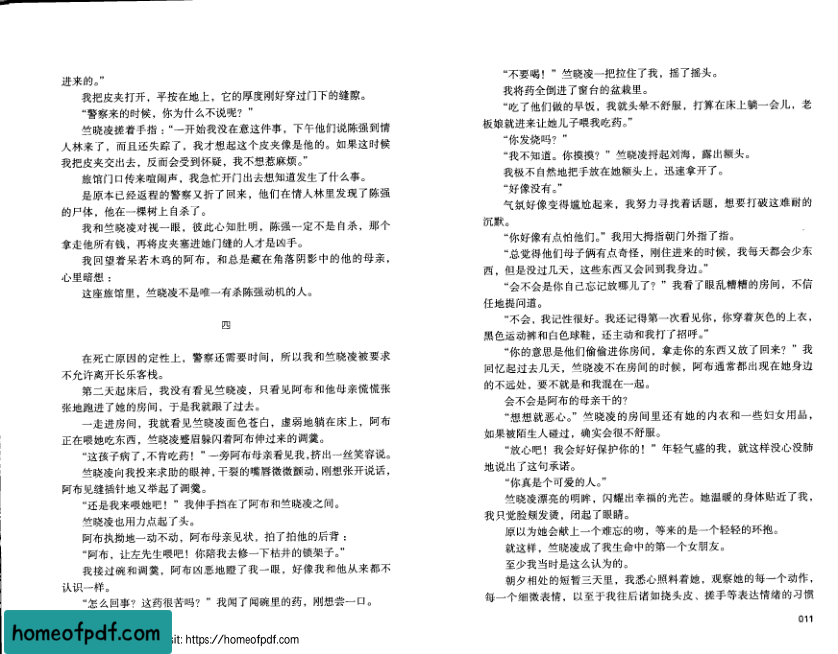 进来的。”
我把皮夹打开，平按在地上，它的厚度刚好穿过门下的缝隙。
“警察来的时候，你为什么不说呢？”
竺晓凌搓着手指：“一开始我没在意这件事，下午他们说陈强到情
人林来了，而且还失踪了，我才想起这个皮夹像是他的。如果这时候
我把皮夹交出去，反而会受到怀疑，我不想惹麻烦。”
旅馆门口传来喧闹声，我急忙开门出去想知道发生了什么事。
是原本已经返程的警察又折了回来，他们在情人林里发现了陈强
的尸体，他在一棵树上自杀了。
我和竺晓凌对视一眼，彼此心知肚明，陈强一定不是自杀，那个
拿走他所有钱，再将皮夹塞进她门缝的人才是凶手。
我回望着呆若木鸡的阿布，和总是藏在角落阴影中的他的母亲，
心里暗想：
这座旅馆里，竺晓凌不是唯一有杀陈强动机的人。
四
在死亡原因的定性上，警察还需要时间，所以我和竺晓凌被要求
不允许离开长乐客栈。
第二天起床后，我没有看见竺晓凌，只看见阿布和他母亲慌慌张
张地跑进了她的房间，于是我就跟了过去。
一走进房间，我就看见竺晓凌面色苍白，虚弱地躺在床上，阿布
正在喂她吃东西，竺晓凌蹙眉躲闪着阿布伸过来的调羹。
“这孩子病了，不肯吃药！”一旁阿布母亲看见我，挤出一丝笑容说。
竺晓凌向我投来求助的眼神，干裂的嘴唇微微颤动，刚想张开说话，
阿布见缝插针地又举起了调羹。
“还是我来喂她吧！”我伸手挡在了阿布和竺晓凌之间。
竺晓凌也用力点起了头。
阿布执拗地一动不动，阿布母亲见状，拍了拍他的后背：
“阿布，让左先生喂吧！你陪我去修一下枯井的锁架子。”
我接过碗和调羹，阿布凶恶地瞪了我一眼，好像我和他从来都不
认识一样。
“怎么回事？这药很苦吗？”我闻了闻碗里的药，刚想尝一口。
“不要喝！”竺晓凌一把拉住了我，摇了摇头。
我将药全倒进了窗台的盆栽里。
“吃了他们做的早饭，我就头晕不舒服，打算在床上躺一会儿，老
板娘就进来让她儿子喂我吃药。”
“你发烧吗？”
“我不知道。你摸摸？”竺晓凌捋起刘海，露出额头。
我极不自然地把手放在她额头上，迅速拿开了。
“好像没有。”
气氛好像变得尴尬起来，我努力寻找着话题，想要打破这难耐的
沉默。
“你好像有点怕他们。”我用大拇指朝门外指了指。
“总觉得他们母子俩有点奇怪，刚住进来的时候，我每天都会少东
西，但是没过几天，这些东西又会回到我身边。”
“会不会是你自己忘记放哪儿了？”我看了眼乱糟糟的房间，不信
任地提问道。
“不会，我记性很好。我还记得第一次看见你，你穿着灰色的上衣，
黑色运动裤和白色球鞋，还主动和我打了招呼。”
“你的意思是他们偷偷进你房间，拿走你的东西又放了回来？”我
回忆起过去几天，竺晓凌不在房间的时候，阿布通常都出现在她身边
的不远处，要不就是和我混在一起。
会不会是阿布的母亲干的？
“想想就恶心。”竺晓凌的房间里还有她的内衣和一些妇女用品，
如果被陌生人碰过，确实会很不舒服。
“放心吧！我会好好保护你的！”年轻气盛的我，就这样没心没肺
地说出了这句承诺。
“你真是个可爱的人。”
竺晓凌漂亮的明眸，闪耀出幸福的光芒。她温暖的身体贴近了我，
我只觉脸颊发烫，闭起了眼睛。
原以为她会献上一个难忘的吻，等来的是一个轻轻的环抱。
就这样，竺晓凌成了我生命中的第一个女朋友。
至少我当时是这么认为的。
朝夕相处的短暂三天里，我悉心照料着她，观察她的每一个动作，
每一个细微表情，以至于我往后诸如挠头皮、搓手等表达情绪的习惯
011
homeofpdf.com
sit: https://homeofpdf.com